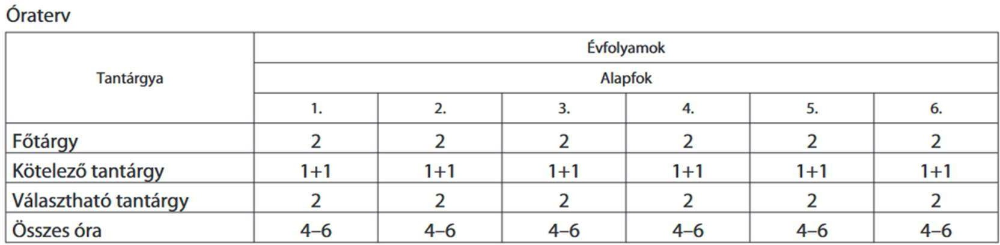 Óraterv
Tantárgya
Évfolyamok
Alapfok
1. 2. 3. 4. 5. 6.
Főtárgy 2 2 2 2 2 2
Kötelező tantárgy 1+1 1+1 1+1 1+1 1+1 1+1
Választható tantárgy 2 2 2 2 2 2
Összes óra 4–6 4–6 4–6 4–6 4–6 4–6